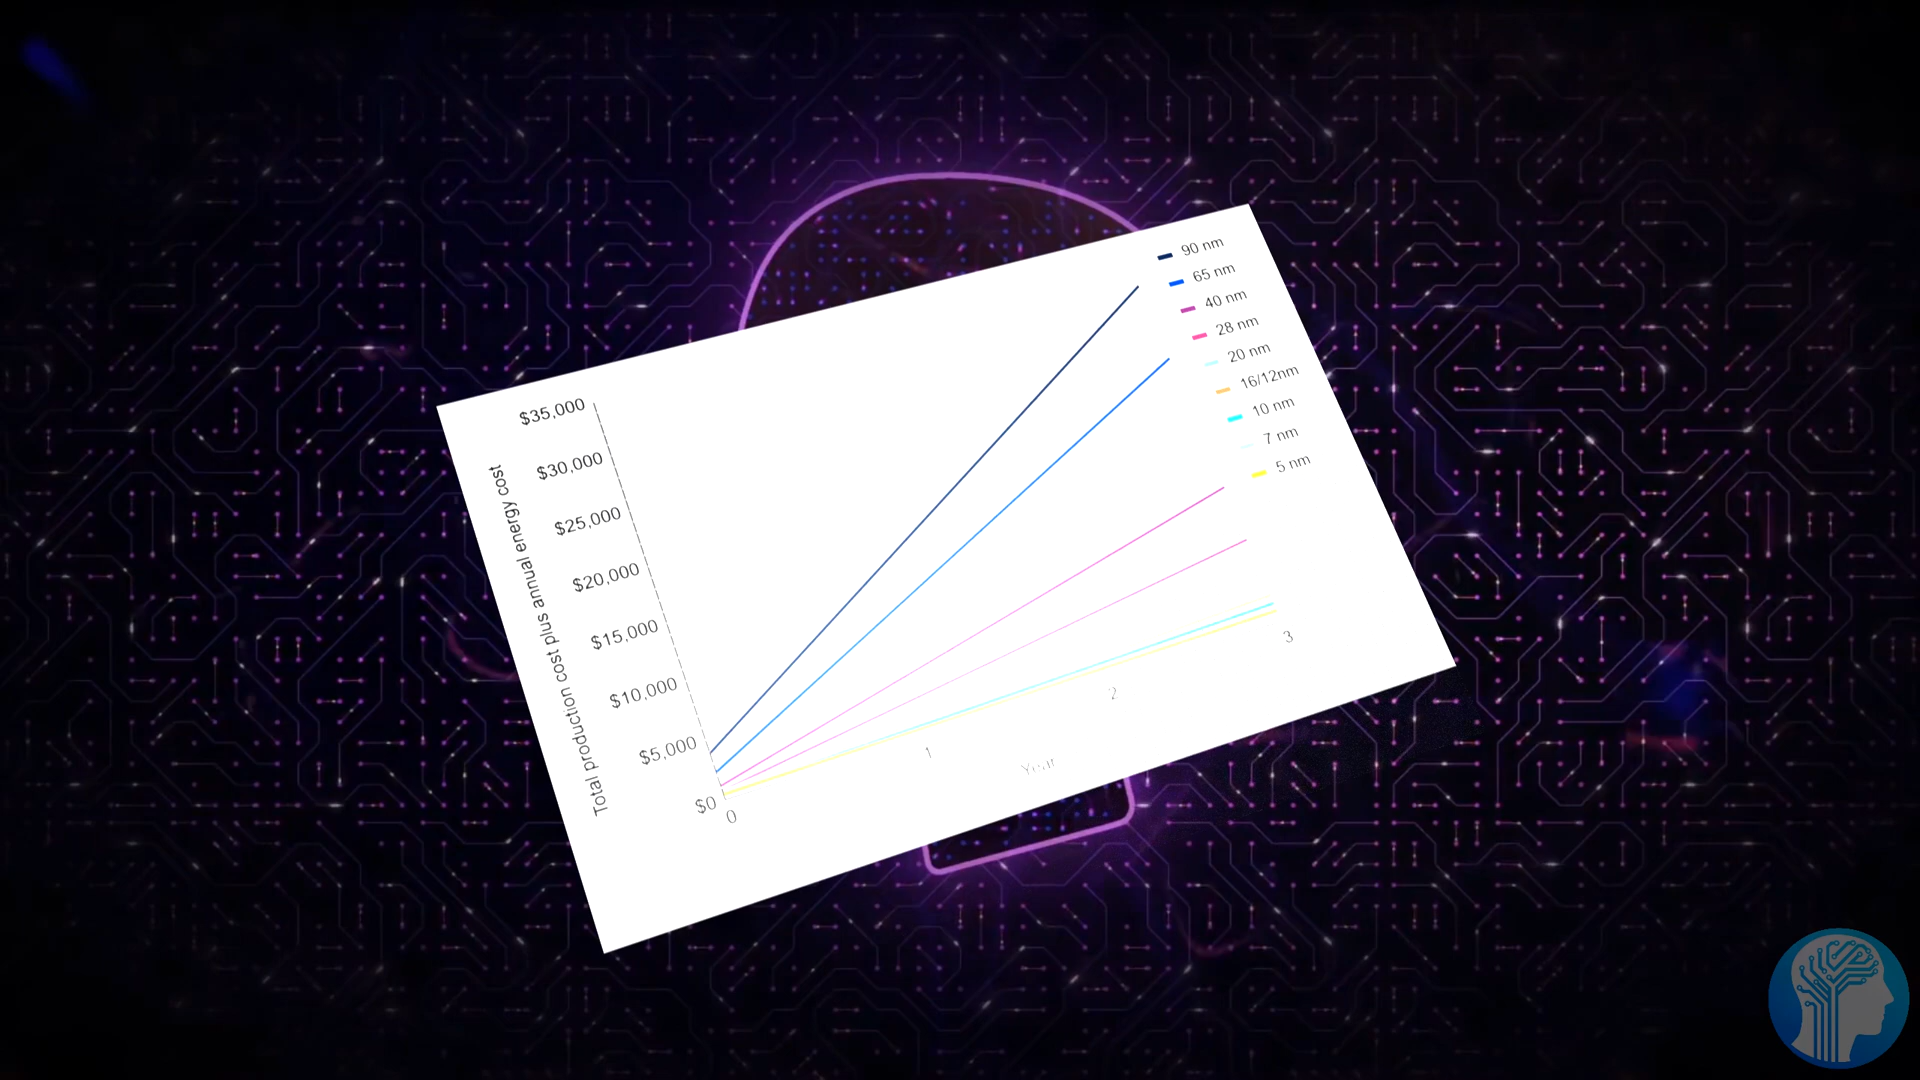 Total production cost plus annual energy cost
$35,000
$30,000
$25,000
$20,000
$15,000
$10,000
$5,000
$0
0
1
2
3
Year
90 nm
65 nm
40 nm
28 nm
20 nm
16/12nm
10 nm
7 nm
5 nm